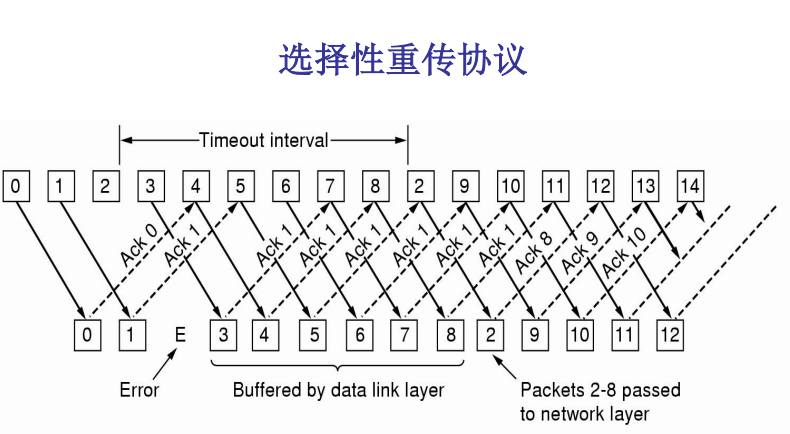 选择性重传协议
Timeout interval
0 1 2 3 4 5 6 7 8 2 9 10 11 12 13 14
Ack 0 Ack 1 Ack 1 Ack 1 Ack 1 Ack 1 Ack 1 Ack 1 Ack 8 Ack 9 Ack 10
0 1 E 3 4 5 6 7 8 2 9 10 11 12
Error Buffered by data link layer Packets 2-8 passed
to network layer